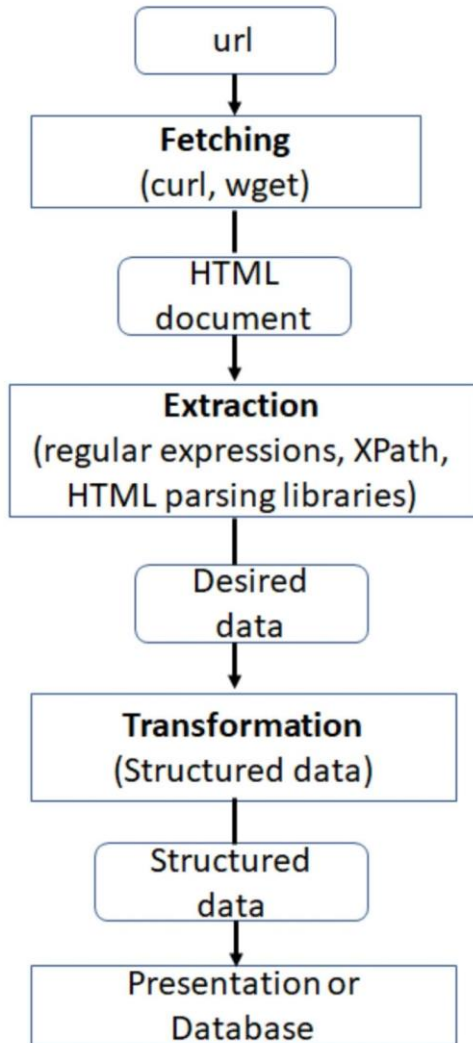 url
Fetching
(curl, wget)
HTML
document
Extraction
(regular expressions, XPath,
HTML parsing libraries)
Desired
data
Transformation
(Structured data)
Structured
data
Presentation or
Database